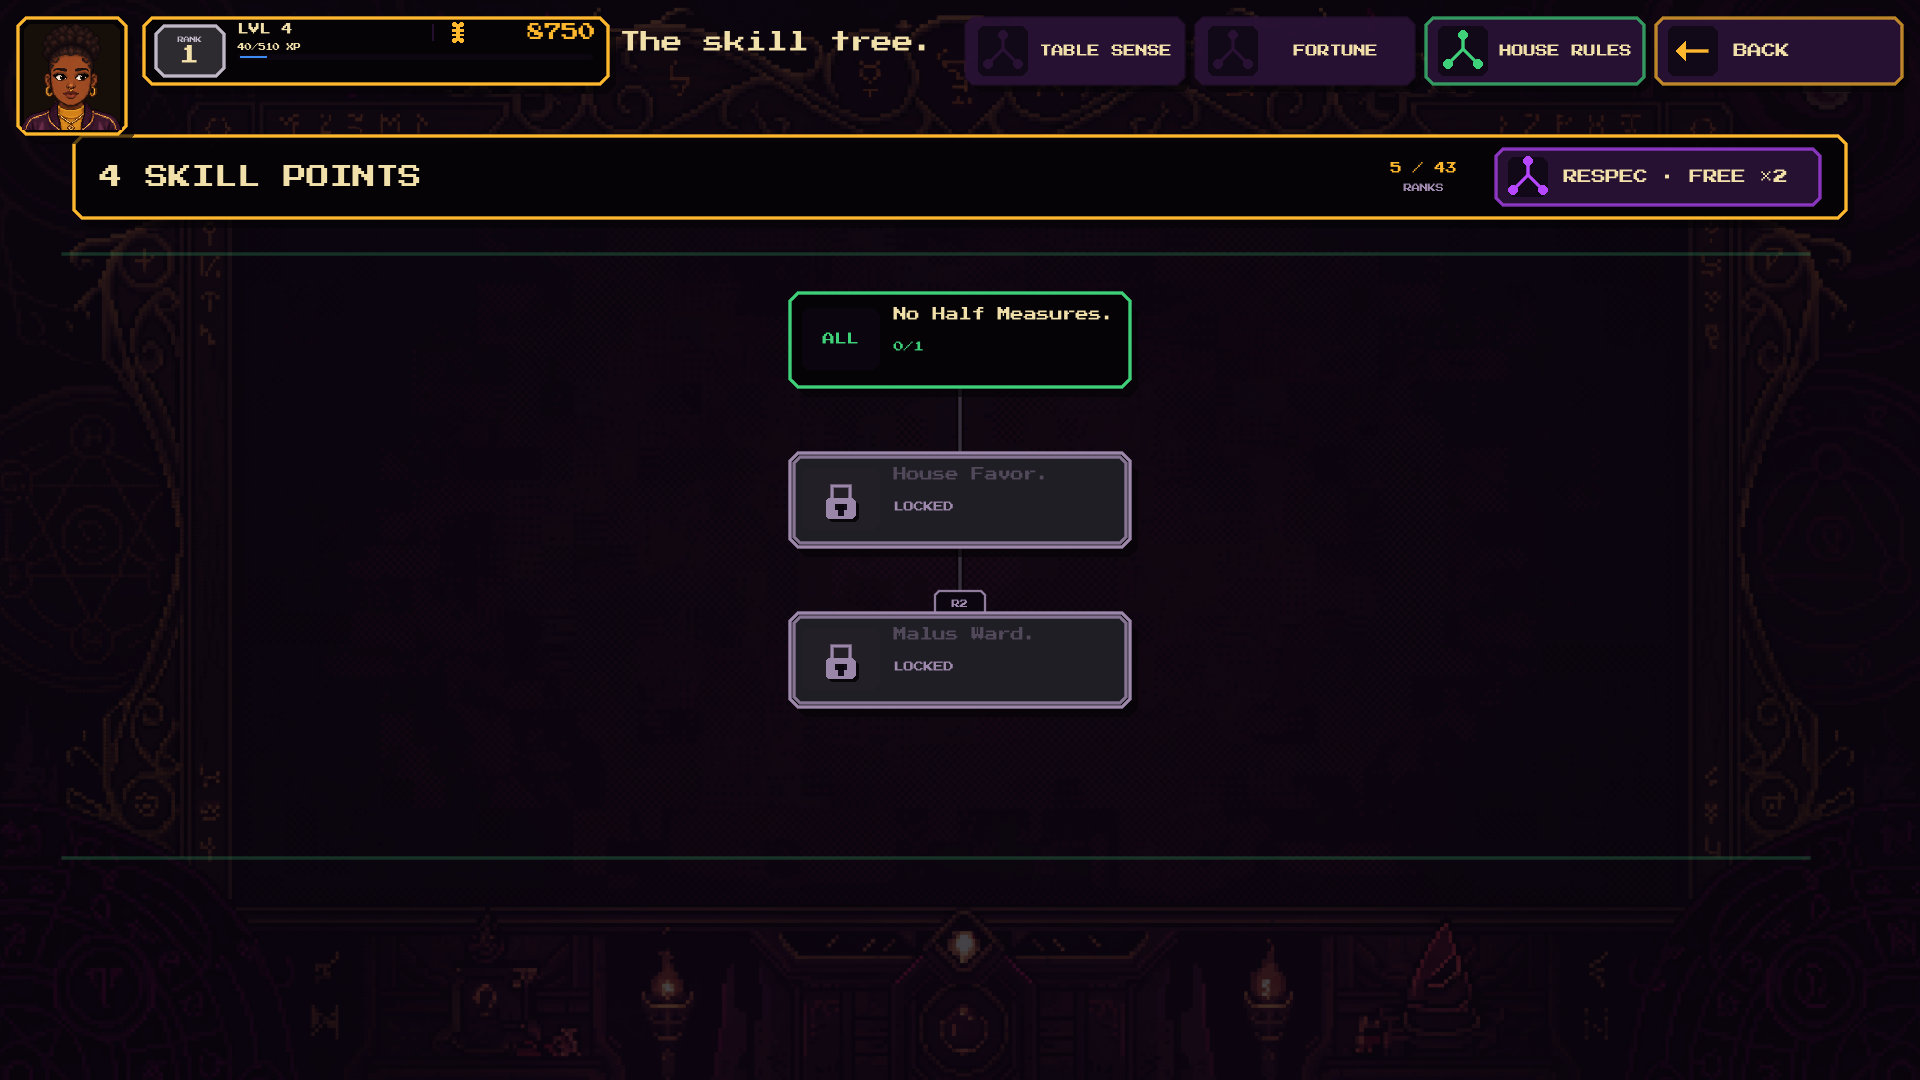 RANK
1
LVL 4
40/510 XP
8750
The skill tree.
TABLE SENSE
FORTUNE
HOUSE RULES
BACK
4 SKILL POINTS
5 / 43
RANKS
RESPEC · FREE ×2
ALL
No Half Measures.
0/1
House Favor.
LOCKED
R2
Malus Ward.
LOCKED